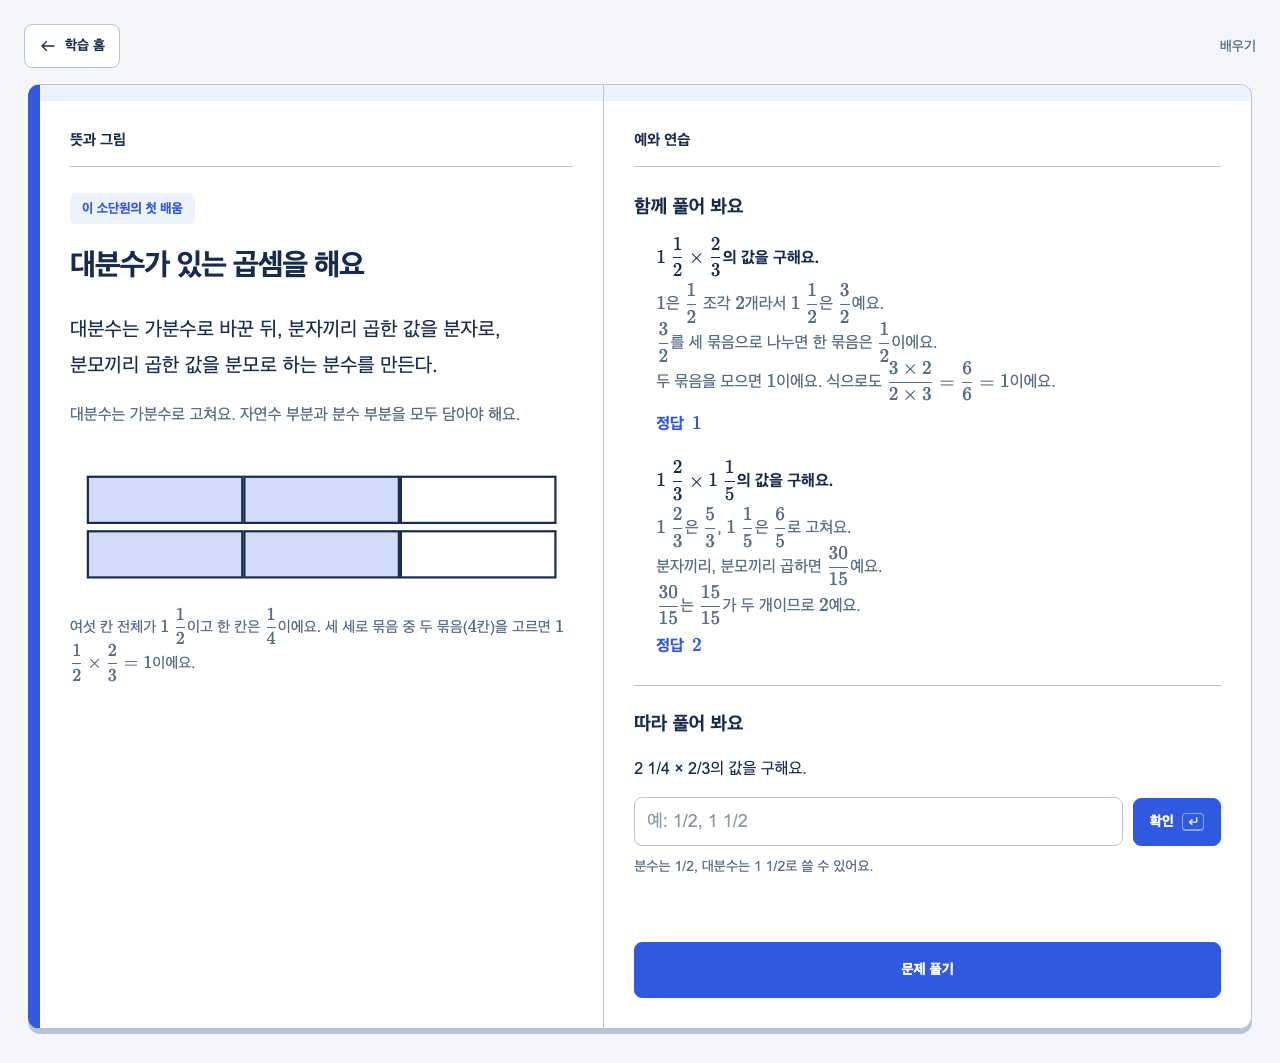 ← 학습 홈
배우기
뜻과 그림
이 소단원의 첫 배움
대분수가 있는 곱셈을 해요
대분수는 가분수로 바꾼 뒤, 분자끼리 곱한 값을 분자로,
분모끼리 곱한 값을 분모로 하는 분수를 만든다.
대분수는 가분수로 고쳐요. 자연수 부분과 분수 부분을 모두 담아야 해요.
여섯 칸 전체가 1 1/2이고 한 칸은 1/4이에요. 세 세로 묶음 중 두 묶음(4칸)을 고르면 1
1/2 × 2/3 = 1이에요.
예와 연습
함께 풀어 봐요
1 1/2 × 2/3의 값을 구해요.
1은 1/2 조각 2개라서 1 1/2은 3/2예요.
3/2를 세 묶음으로 나누면 한 묶음은 1/2이에요.
두 묶음을 모으면 1이에요. 식으로도 (3 × 2)/(2 × 3) = 6/6 = 1이에요.
정답 1
1 2/3 × 1 1/5의 값을 구해요.
1 2/3은 5/3, 1 1/5은 6/5로 고쳐요.
분자끼리, 분모끼리 곱하면 30/15예요.
30/15는 15/15가 두 개이므로 2예요.
정답 2
따라 풀어 봐요
2 1/4 × 2/3의 값을 구해요.
예: 1/2, 1 1/2
확인 ↵
분수는 1/2, 대분수는 1 1/2로 쓸 수 있어요.
문제 풀기